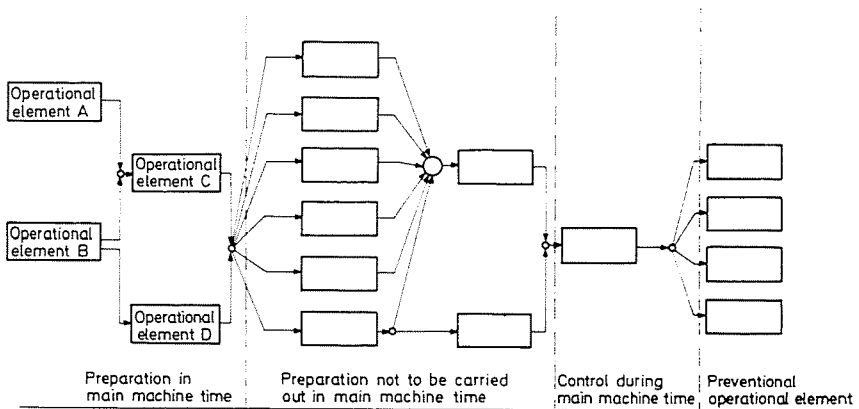 Operational
element A
Operational
element C
Operational
element B
Operational
element D
Preparation in
main machine time
Preparation not to be carried
out in main machine time
Control during
main machine time
Preventional
operational element